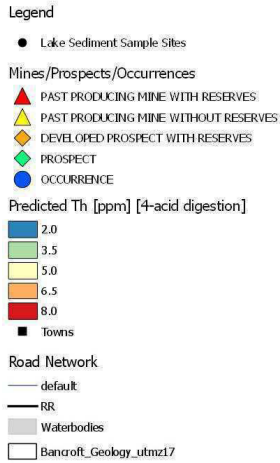 Legend
Lake Sediment Sample Sites
Mines/Prospects/Occurrences
PAST PRODUCING MINE WITH RESERVES
PAST PRODUCING MINE WITHOUT RESERVES
DEVELOPED PROSPECT WITH RESERVES
PROSPECT
OCCURRENCE
Predicted Th [ppm] [4-acid digestion]
2.0
3.5
5.0
6.5
8.0
Towns
Road Network
default
RR
Waterbodies
Bancroft_Geology_utmz17